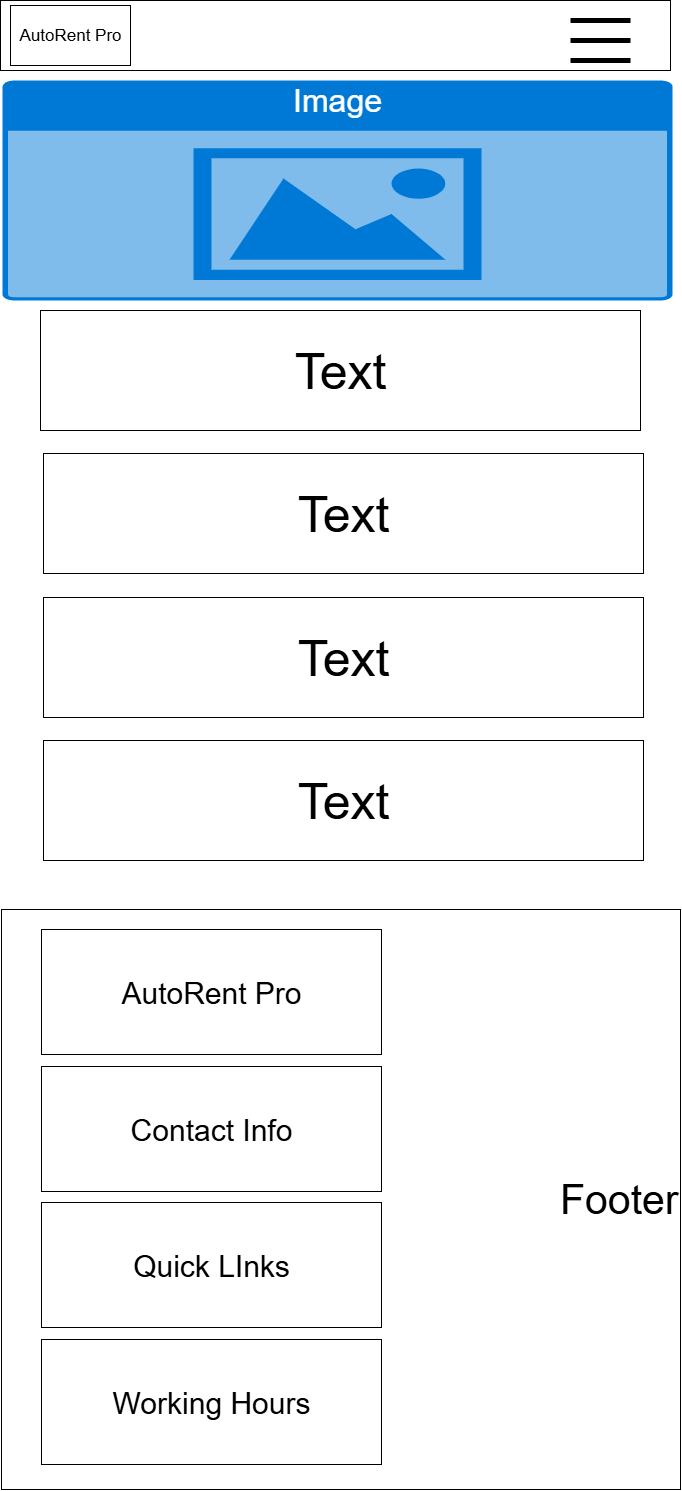 AutoRent Pro
Image
Text
Text
Text
Text
AutoRent Pro
Contact Info
Footer
Quick LInks
Working Hours